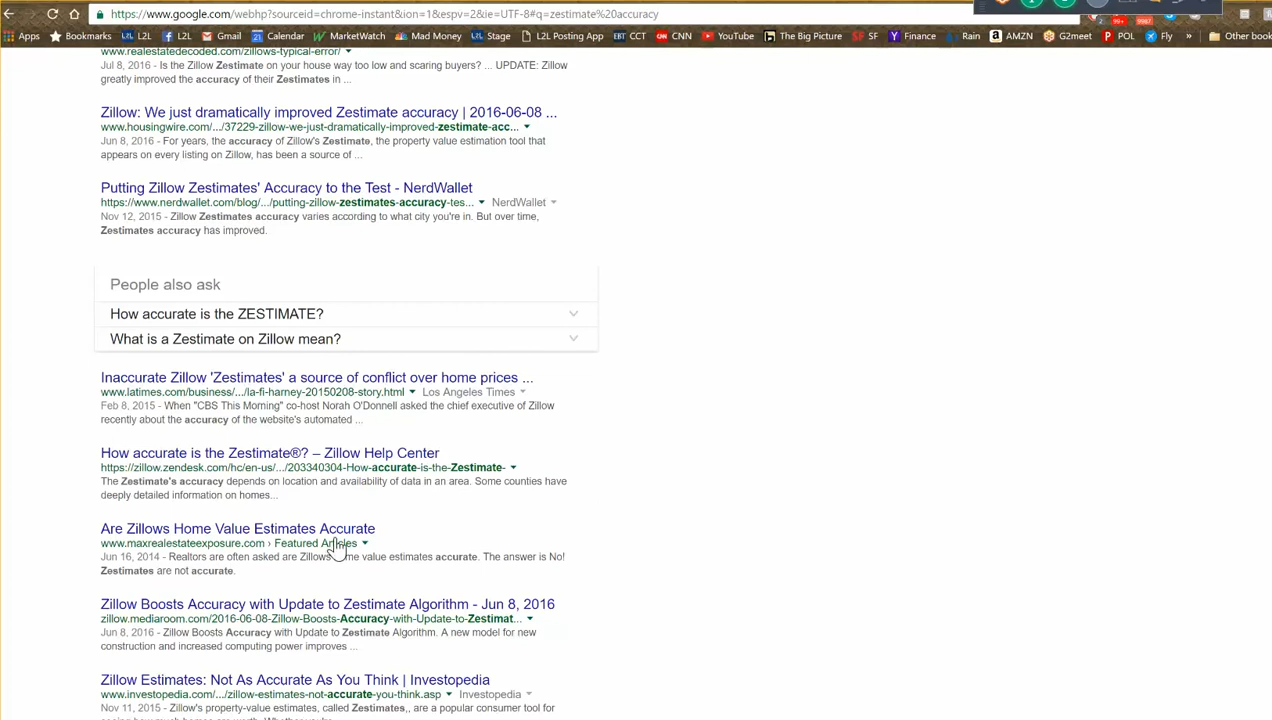 https://www.google.com/webhp?sourceid=chrome-instant&ion=1&espv=2&ie=UTF-8#q=zestimate%20accuracy
99+ 9987
Apps Bookmarks L2L L2L Gmail Calendar MarketWatch Mad Money Stage L2L Posting App CCT CNN YouTube The Big Picture SF Finance Rain AMZN G2meet POL Fly » Other book
www.realestatedecoded.com/zillows-typical-error/
Jul 8, 2016 - Is the Zillow Zestimate on your house way too low and scaring buyers? ... UPDATE: Zillow
greatly improved the accuracy of their Zestimates in ...
Zillow: We just dramatically improved Zestimate accuracy | 2016-06-08 ...
www.housingwire.com/.../37229-zillow-we-just-dramatically-improved-zestimate-acc...
Jun 8, 2016 - For years, the accuracy of Zillow's Zestimate, the property value estimation tool that
appears on every listing on Zillow, has been a source of ...
Putting Zillow Zestimates' Accuracy to the Test - NerdWallet
https://www.nerdwallet.com/blog/.../putting-zillow-zestimates-accuracy-tes... NerdWallet
Nov 12, 2015 - Zillow Zestimates accuracy varies according to what city you're in. But over time,
Zestimates accuracy has improved.
People also ask
How accurate is the ZESTIMATE?
What is a Zestimate on Zillow mean?
Inaccurate Zillow 'Zestimates' a source of conflict over home prices ...
www.latimes.com/business/.../la-fi-harney-20150208-story.html Los Angeles Times
Feb 8, 2015 - When "CBS This Morning" co-host Norah O'Donnell asked the chief executive of Zillow
recently about the accuracy of the website's automated ...
How accurate is the Zestimate®? – Zillow Help Center
https://zillow.zendesk.com/hc/en-us/.../203340304-How-accurate-is-the-Zestimate-
The Zestimate's accuracy depends on location and availability of data in an area. Some counties have
deeply detailed information on homes...
Are Zillows Home Value Estimates Accurate
www.maxrealestateexposure.com › Featured Articles
Jun 16, 2014 - Realtors are often asked are Zillows me value estimates accurate. The answer is No!
Zestimates are not accurate.
Zillow Boosts Accuracy with Update to Zestimate Algorithm - Jun 8, 2016
zillow.mediaroom.com/2016-06-08-Zillow-Boosts-Accuracy-with-Update-to-Zestimat...
Jun 8, 2016 - Zillow Boosts Accuracy with Update to Zestimate Algorithm. A new model for new
construction and increased computing power improves ...
Zillow Estimates: Not As Accurate As You Think | Investopedia
www.investopedia.com/.../zillow-estimates-not-accurate-you-think.asp Investopedia
Nov 11, 2015 - Zillow's property-value estimates, called Zestimates,, are a popular consumer tool for